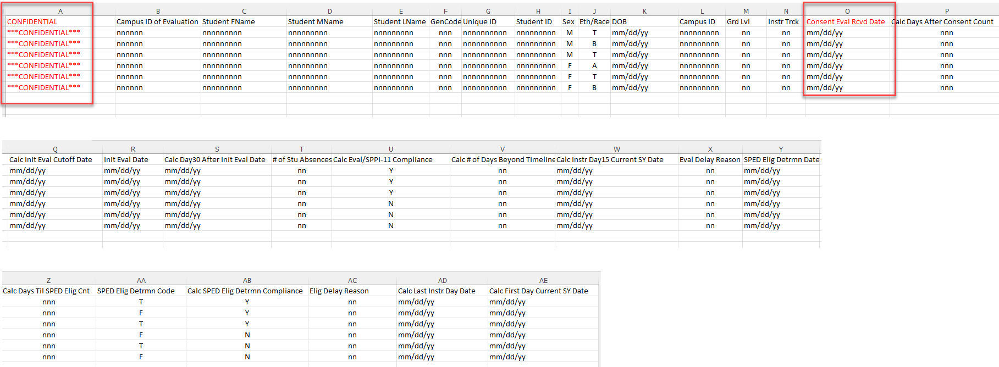 A B C D E F G H I J K L M N O P
CONFIDENTIAL Campus ID of Evaluation Student FName Student MName Student LName GenCode Unique ID Student ID Sex Eth/Race DOB Campus ID Grd Lvl Instr Trck Consent Eval Rcvd Date Calc Days After Consent Count
***CONFIDENTIAL*** nnnnnn nnnnnnnnn nnnnnnnnn nnnnnnnnn nnn nnnnnnnnnn nnnnnnnnn M T mm/dd/yy nnnnnnnnn nn nn mm/dd/yy nnn
***CONFIDENTIAL*** nnnnnn nnnnnnnnn nnnnnnnnn nnnnnnnnn nnn nnnnnnnnnn nnnnnnnnn M B mm/dd/yy nnnnnnnnn nn nn mm/dd/yy nnn
***CONFIDENTIAL*** nnnnnn nnnnnnnnn nnnnnnnnn nnnnnnnnn nnn nnnnnnnnnn nnnnnnnnn M T mm/dd/yy nnnnnnnnn nn nn mm/dd/yy nnn
***CONFIDENTIAL*** nnnnnn nnnnnnnnn nnnnnnnnn nnnnnnnnn nnn nnnnnnnnnn nnnnnnnnn F A mm/dd/yy nnnnnnnnn nn nn mm/dd/yy nnn
***CONFIDENTIAL*** nnnnnn nnnnnnnnn nnnnnnnnn nnnnnnnnn nnn nnnnnnnnnn nnnnnnnnn F T mm/dd/yy nnnnnnnnn nn nn mm/dd/yy nnn
***CONFIDENTIAL*** nnnnnn nnnnnnnnn nnnnnnnnn nnnnnnnnn nnn nnnnnnnnnn nnnnnnnnn F B mm/dd/yy nnnnnnnnn nn nn mm/dd/yy nnn
Q R S T U V W X Y
Calc Init Eval Cutoff Date Init Eval Date Calc Day30 After Init Eval Date # of Stu Absences Calc Eval/SPPI-11 Compliance Calc # of Days Beyond Timeline Calc Instr Day15 Current SY Date Eval Delay Reason SPED Elig Detrmn Date
mm/dd/yy mm/dd/yy mm/dd/yy nn Y nn mm/dd/yy nn mm/dd/yy
mm/dd/yy mm/dd/yy mm/dd/yy nn Y nn mm/dd/yy nn mm/dd/yy
mm/dd/yy mm/dd/yy mm/dd/yy nn Y nn mm/dd/yy nn mm/dd/yy
mm/dd/yy mm/dd/yy mm/dd/yy nn N nn mm/dd/yy nn mm/dd/yy
mm/dd/yy mm/dd/yy mm/dd/yy nn N nn mm/dd/yy nn mm/dd/yy
mm/dd/yy mm/dd/yy mm/dd/yy nn N nn mm/dd/yy nn mm/dd/yy
Z AA AB AC AD AE
Calc Days Til SPED Elig Cnt SPED Elig Detrmn Code Calc SPED Elig Detrmn Compliance Elig Delay Reason Calc Last Instr Day Date Calc First Day Current SY Date
nnn T Y nn mm/dd/yy mm/dd/yy
nnn F Y nn mm/dd/yy mm/dd/yy
nnn T Y nn mm/dd/yy mm/dd/yy
nnn F N nn mm/dd/yy mm/dd/yy
nnn T N nn mm/dd/yy mm/dd/yy
nnn F N nn mm/dd/yy mm/dd/yy